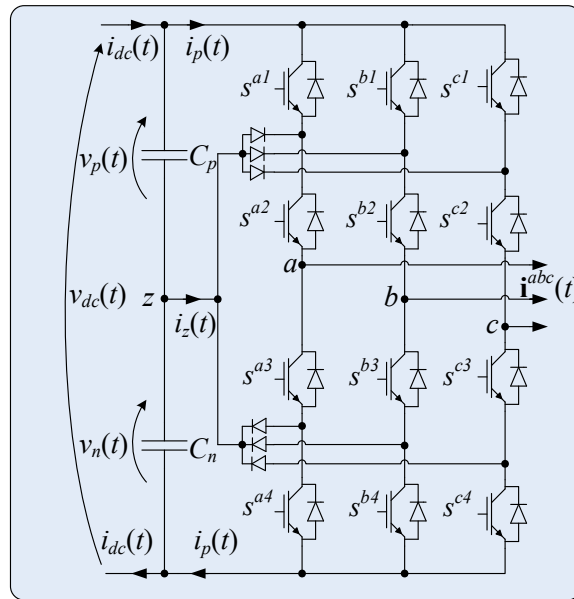 i_dc(t) i_p(t)
s^a1 s^b1 s^c1
v_p(t) C_p
s^a2 s^b2 s^c2
a
v_dc(t) z i_z(t) b i^abc(t)
c
s^a3 s^b3 s^c3
v_n(t) C_n
s^a4 s^b4 s^c4
i_dc(t) i_p(t)